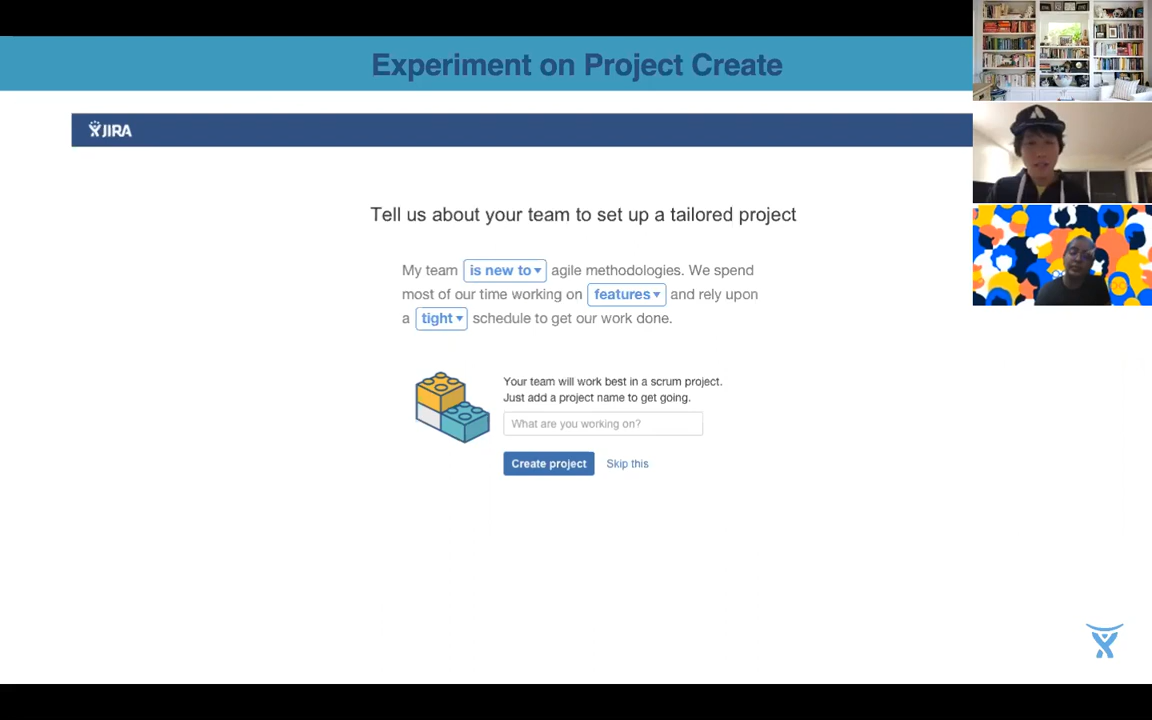 Experiment on Project Create
JIRA
Tell us about your team to set up a tailored project
My team is new to agile methodologies. We spend
most of our time working on features and rely upon
a tight schedule to get our work done.
Your team will work best in a scrum project.
Just add a project name to get going.
What are you working on?
Create project Skip this